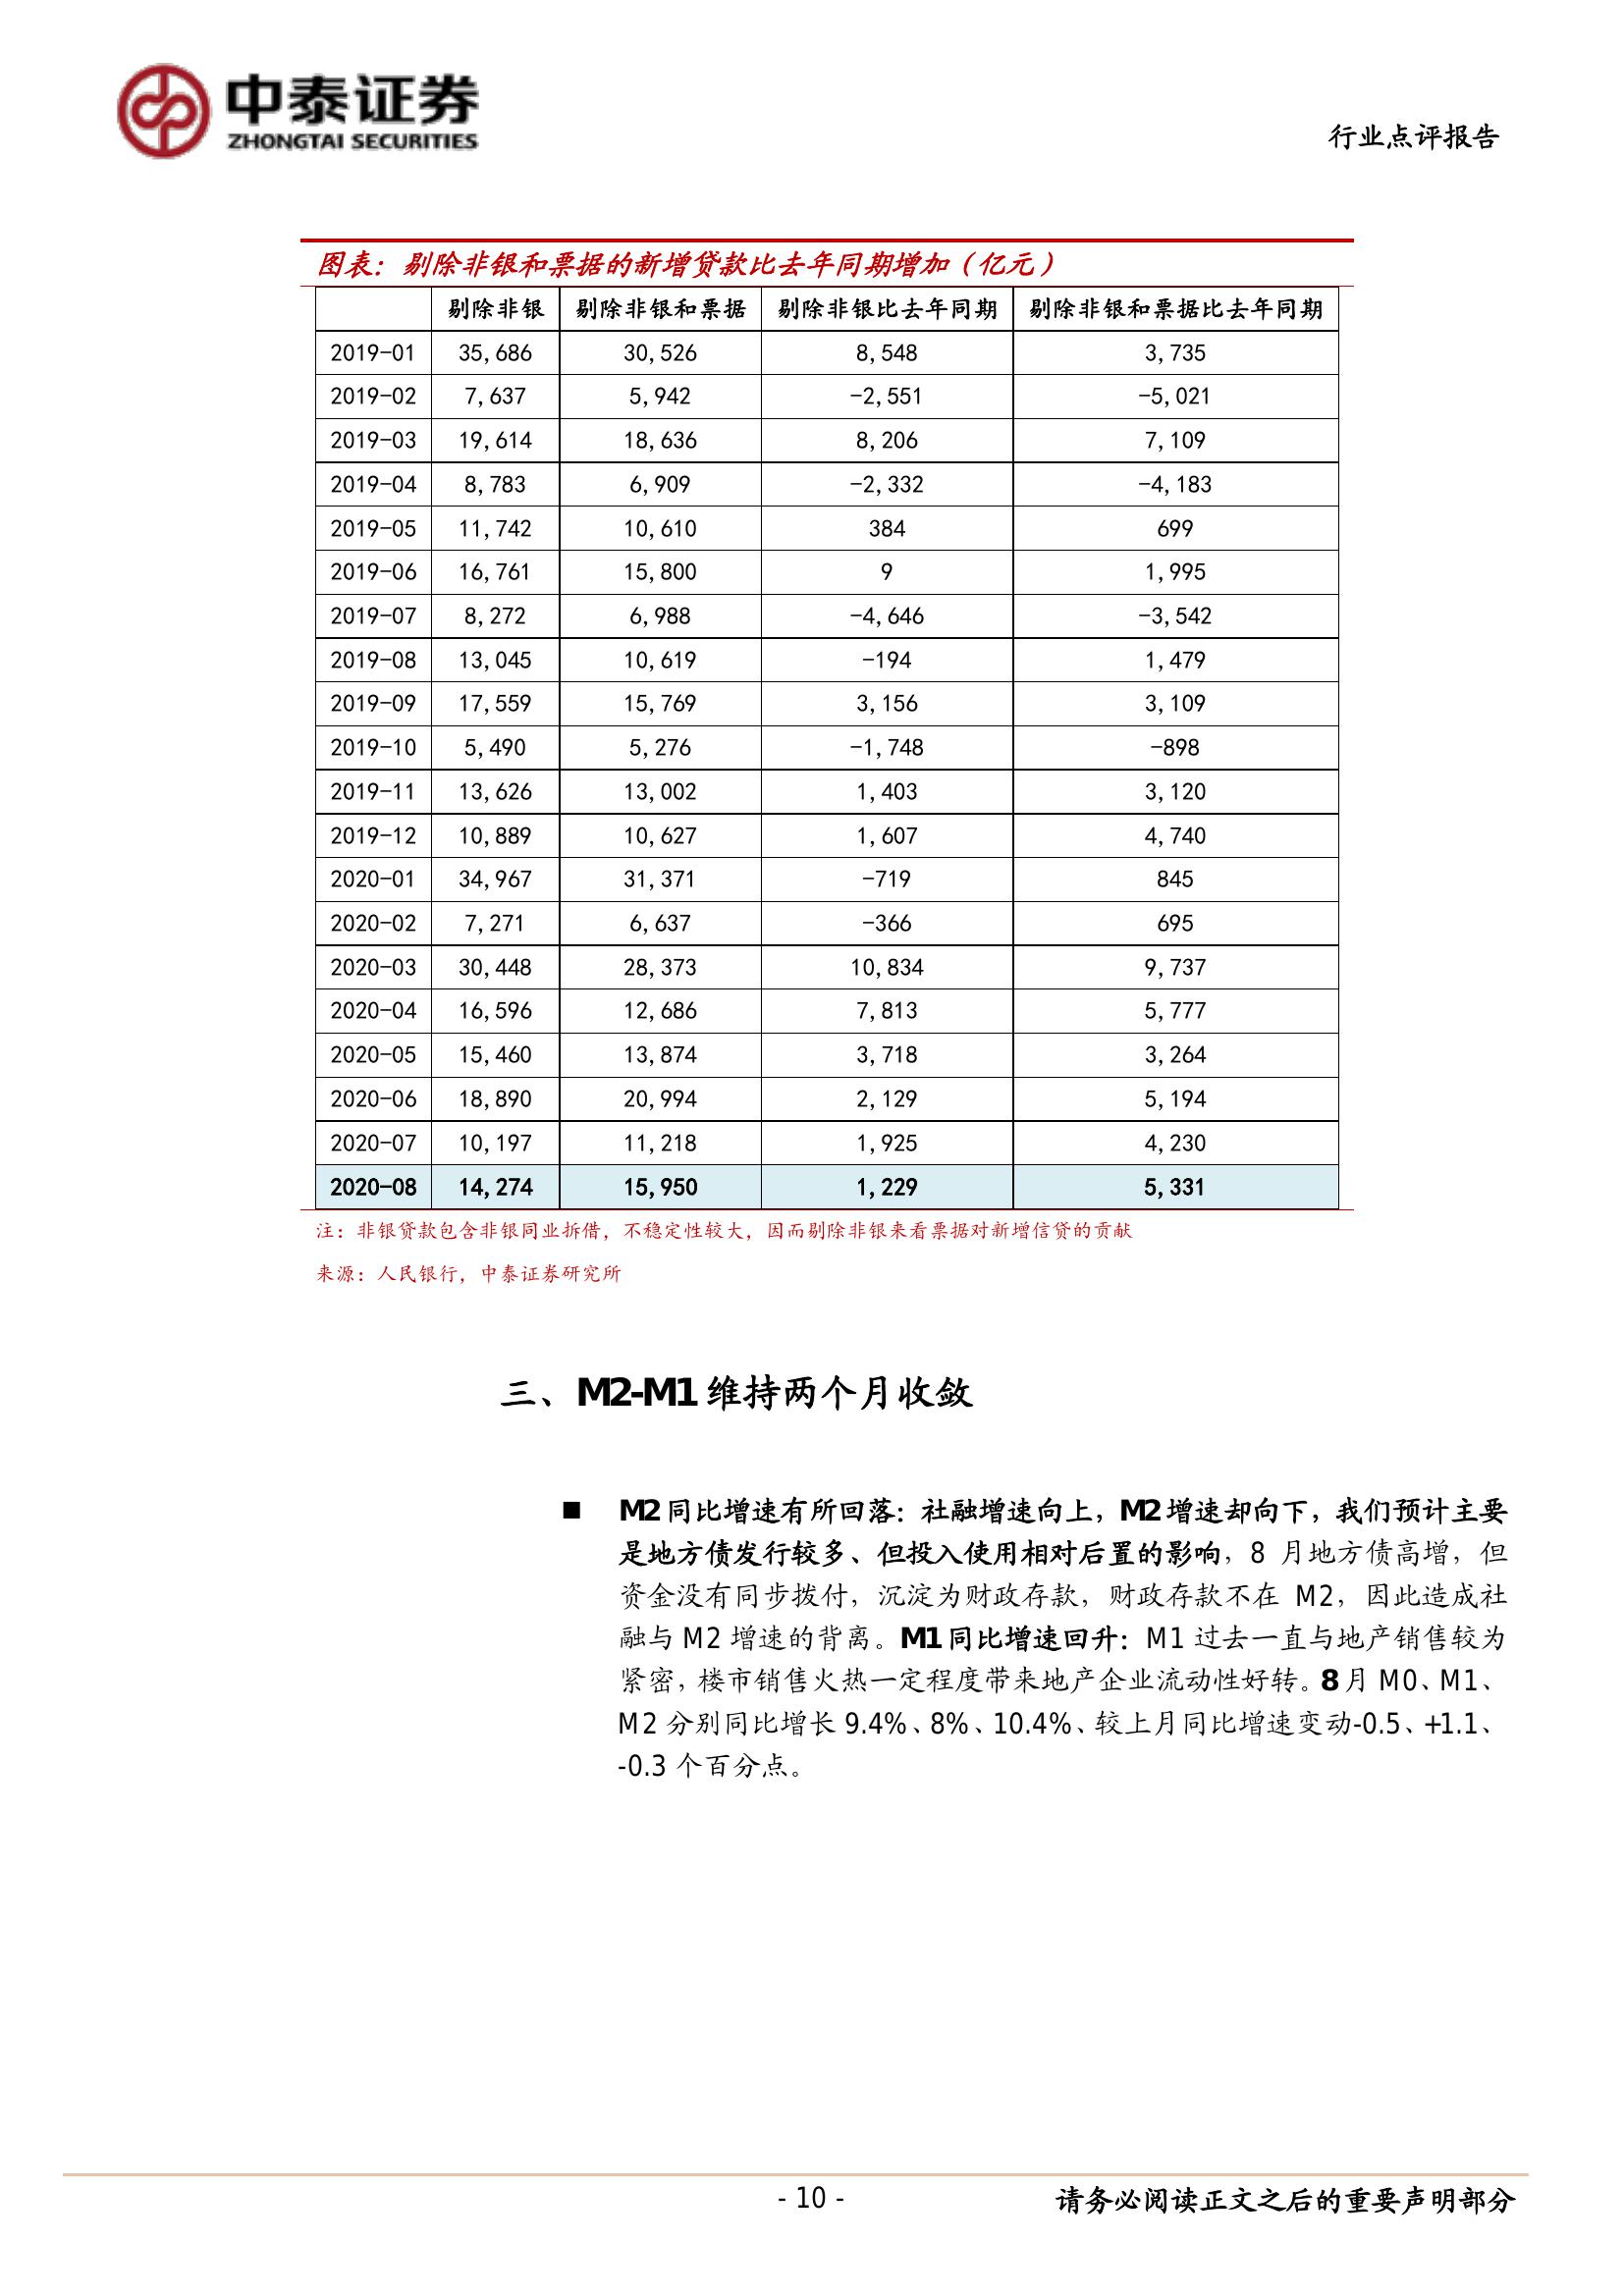 中泰证券
ZHONGTAI SECURITIES
行业点评报告
图表：剔除非银和票据的新增贷款比去年同期增加（亿元）
剔除非银 剔除非银和票据 剔除非银比去年同期 剔除非银和票据比去年同期
2019-01 35,686 30,526 8,548 3,735
2019-02 7,637 5,942 -2,551 -5,021
2019-03 19,614 18,636 8,206 7,109
2019-04 8,783 6,909 -2,332 -4,183
2019-05 11,742 10,610 384 699
2019-06 16,761 15,800 9 1,995
2019-07 8,272 6,988 -4,646 -3,542
2019-08 13,045 10,619 -194 1,479
2019-09 17,559 15,769 3,156 3,109
2019-10 5,490 5,276 -1,748 -898
2019-11 13,626 13,002 1,403 3,120
2019-12 10,889 10,627 1,607 4,740
2020-01 34,967 31,371 -719 845
2020-02 7,271 6,637 -366 695
2020-03 30,448 28,373 10,834 9,737
2020-04 16,596 12,686 7,813 5,777
2020-05 15,460 13,874 3,718 3,264
2020-06 18,890 20,994 2,129 5,194
2020-07 10,197 11,218 1,925 4,230
2020-08 14,274 15,950 1,229 5,331
注：非银贷款包含非银同业拆借，不稳定性较大，因而剔除非银来看票据对新增信贷的贡献
来源：人民银行，中泰证券研究所
三、M2-M1 维持两个月收敛
■ M2 同比增速有所回落：社融增速向上，M2 增速却向下，我们预计主要
是地方债发行较多、但投入使用相对后置的影响，8 月地方债高增，但
资金没有同步拨付，沉淀为财政存款，财政存款不在 M2，因此造成社
融与 M2 增速的背离。M1 同比增速回升：M1 过去一直与地产销售较为
紧密，楼市销售火热一定程度带来地产企业流动性好转。8 月 M0、M1、
M2 分别同比增长 9.4%、8%、10.4%、较上月同比增速变动-0.5、+1.1、
-0.3 个百分点。
- 10 -
请务必阅读正文之后的重要声明部分